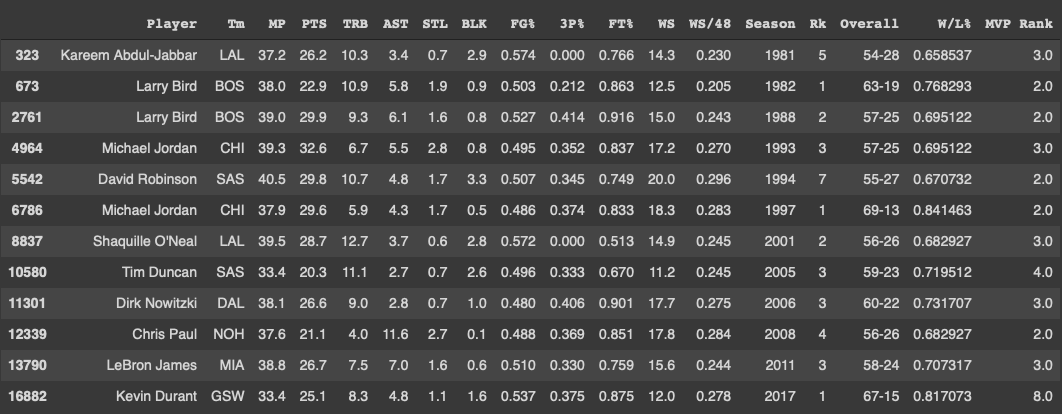 Player Tm MP PTS TRB AST STL BLK FG% 3P% FT% WS WS/48 Season Rk Overall W/L% MVP Rank
323 Kareem Abdul-Jabbar LAL 37.2 26.2 10.3 3.4 0.7 2.9 0.574 0.000 0.766 14.3 0.230 1981 5 54-28 0.658537 3.0
673 Larry Bird BOS 38.0 22.9 10.9 5.8 1.9 0.9 0.503 0.212 0.863 12.5 0.205 1982 1 63-19 0.768293 2.0
2761 Larry Bird BOS 39.0 29.9 9.3 6.1 1.6 0.8 0.527 0.414 0.916 15.0 0.243 1988 2 57-25 0.695122 2.0
4964 Michael Jordan CHI 39.3 32.6 6.7 5.5 2.8 0.8 0.495 0.352 0.837 17.2 0.270 1993 3 57-25 0.695122 3.0
5542 David Robinson SAS 40.5 29.8 10.7 4.8 1.7 3.3 0.507 0.345 0.749 20.0 0.296 1994 7 55-27 0.670732 2.0
6786 Michael Jordan CHI 37.9 29.6 5.9 4.3 1.7 0.5 0.486 0.374 0.833 18.3 0.283 1997 1 69-13 0.841463 2.0
8837 Shaquille O'Neal LAL 39.5 28.7 12.7 3.7 0.6 2.8 0.572 0.000 0.513 14.9 0.245 2001 2 56-26 0.682927 3.0
10580 Tim Duncan SAS 33.4 20.3 11.1 2.7 0.7 2.6 0.496 0.333 0.670 11.2 0.245 2005 3 59-23 0.719512 4.0
11301 Dirk Nowitzki DAL 38.1 26.6 9.0 2.8 0.7 1.0 0.480 0.406 0.901 17.7 0.275 2006 3 60-22 0.731707 3.0
12339 Chris Paul NOH 37.6 21.1 4.0 11.6 2.7 0.1 0.488 0.369 0.851 17.8 0.284 2008 4 56-26 0.682927 2.0
13790 LeBron James MIA 38.8 26.7 7.5 7.0 1.6 0.6 0.510 0.330 0.759 15.6 0.244 2011 3 58-24 0.707317 3.0
16882 Kevin Durant GSW 33.4 25.1 8.3 4.8 1.1 1.6 0.537 0.375 0.875 12.0 0.278 2017 1 67-15 0.817073 8.0